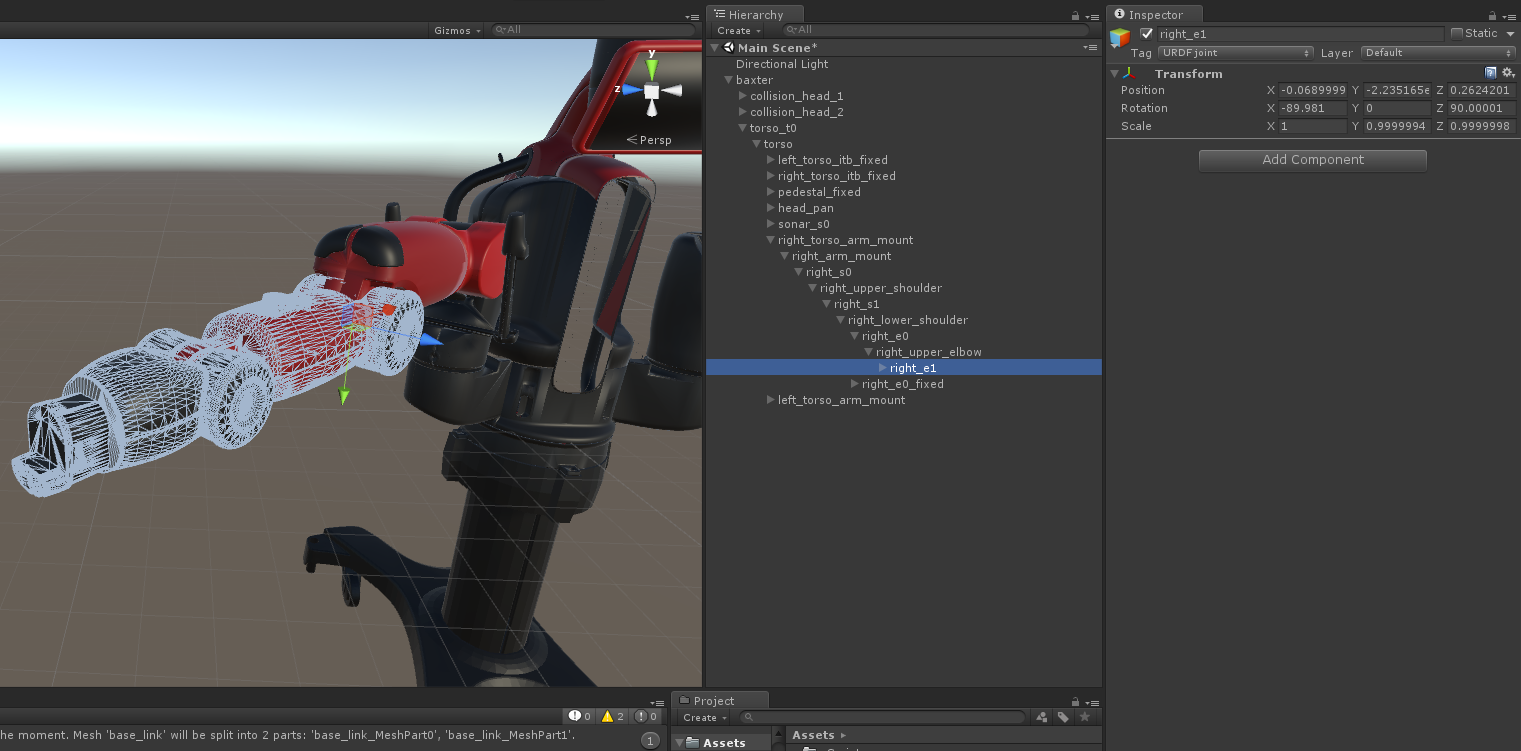 Gizmos
All
y
z
Persp
Hierarchy
Create
All
Main Scene*
Directional Light
baxter
collision_head_1
collision_head_2
torso_t0
torso
left_torso_itb_fixed
right_torso_itb_fixed
pedestal_fixed
head_pan
sonar_s0
right_torso_arm_mount
right_arm_mount
right_s0
right_upper_shoulder
right_s1
right_lower_shoulder
right_e0
right_upper_elbow
right_e1
right_e0_fixed
left_torso_arm_mount
Inspector
right_e1 Static
Tag URDFjoint Layer Default
Transform
Position X -0.0689999 Y -2.235165e Z 0.2624201
Rotation X -89.981 Y 0 Z 90.00001
Scale X 1 Y 0.9999994 Z 0.9999998
Add Component
0 2 0
he moment. Mesh 'base_link' will be split into 2 parts: 'base_link_MeshPart0', 'base_link_MeshPart1'. 1
Project
Create
Assets
Assets